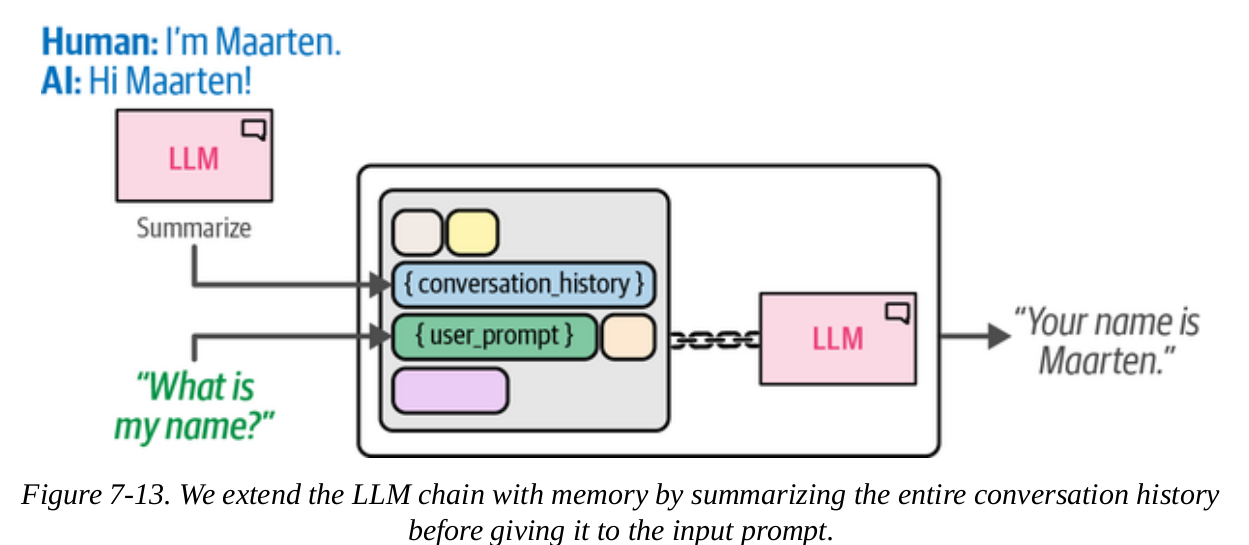 Human: I'm Maarten.
AI: Hi Maarten!
LLM
Summarize
{ conversation_history }
{ user_prompt }
"What is
my name?"
LLM
"Your name is
Maarten."
Figure 7-13. We extend the LLM chain with memory by summarizing the entire conversation history
before giving it to the input prompt.